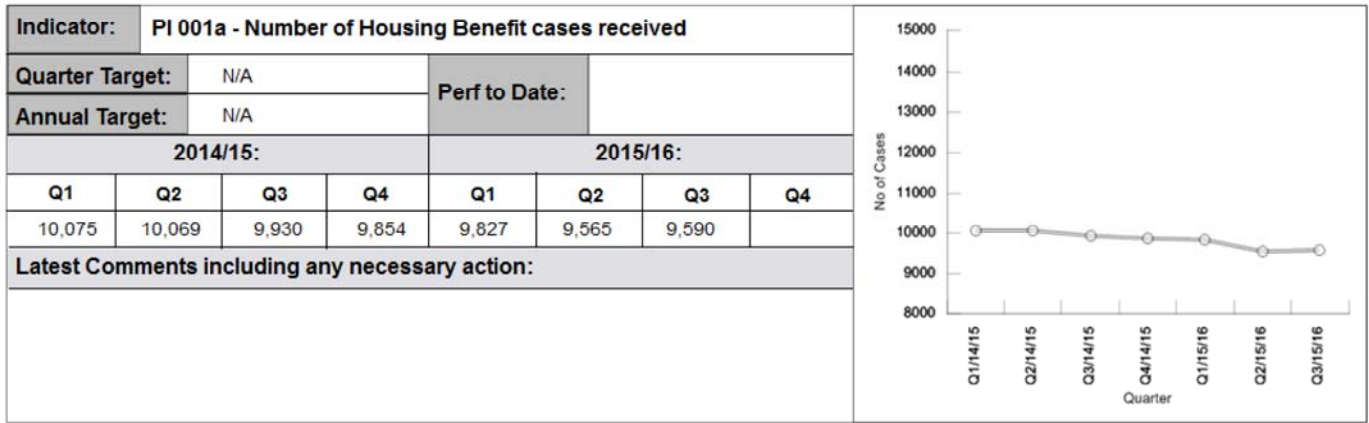 Indicator: PI 001a - Number of Housing Benefit cases received
Quarter Target: N/A
Perf to Date:
Annual Target: N/A
2014/15: 2015/16:
Q1 Q2 Q3 Q4 Q1 Q2 Q3 Q4
10,075 10,069 9,930 9,854 9,827 9,565 9,590
Latest Comments including any necessary action:
15000
14000
13000
12000
11000
10000
9000
8000
No of Cases
Q1/14/15
Q2/14/15
Q3/14/15
Q4/14/15
Q1/15/16
Q2/15/16
Q3/15/16
Quarter